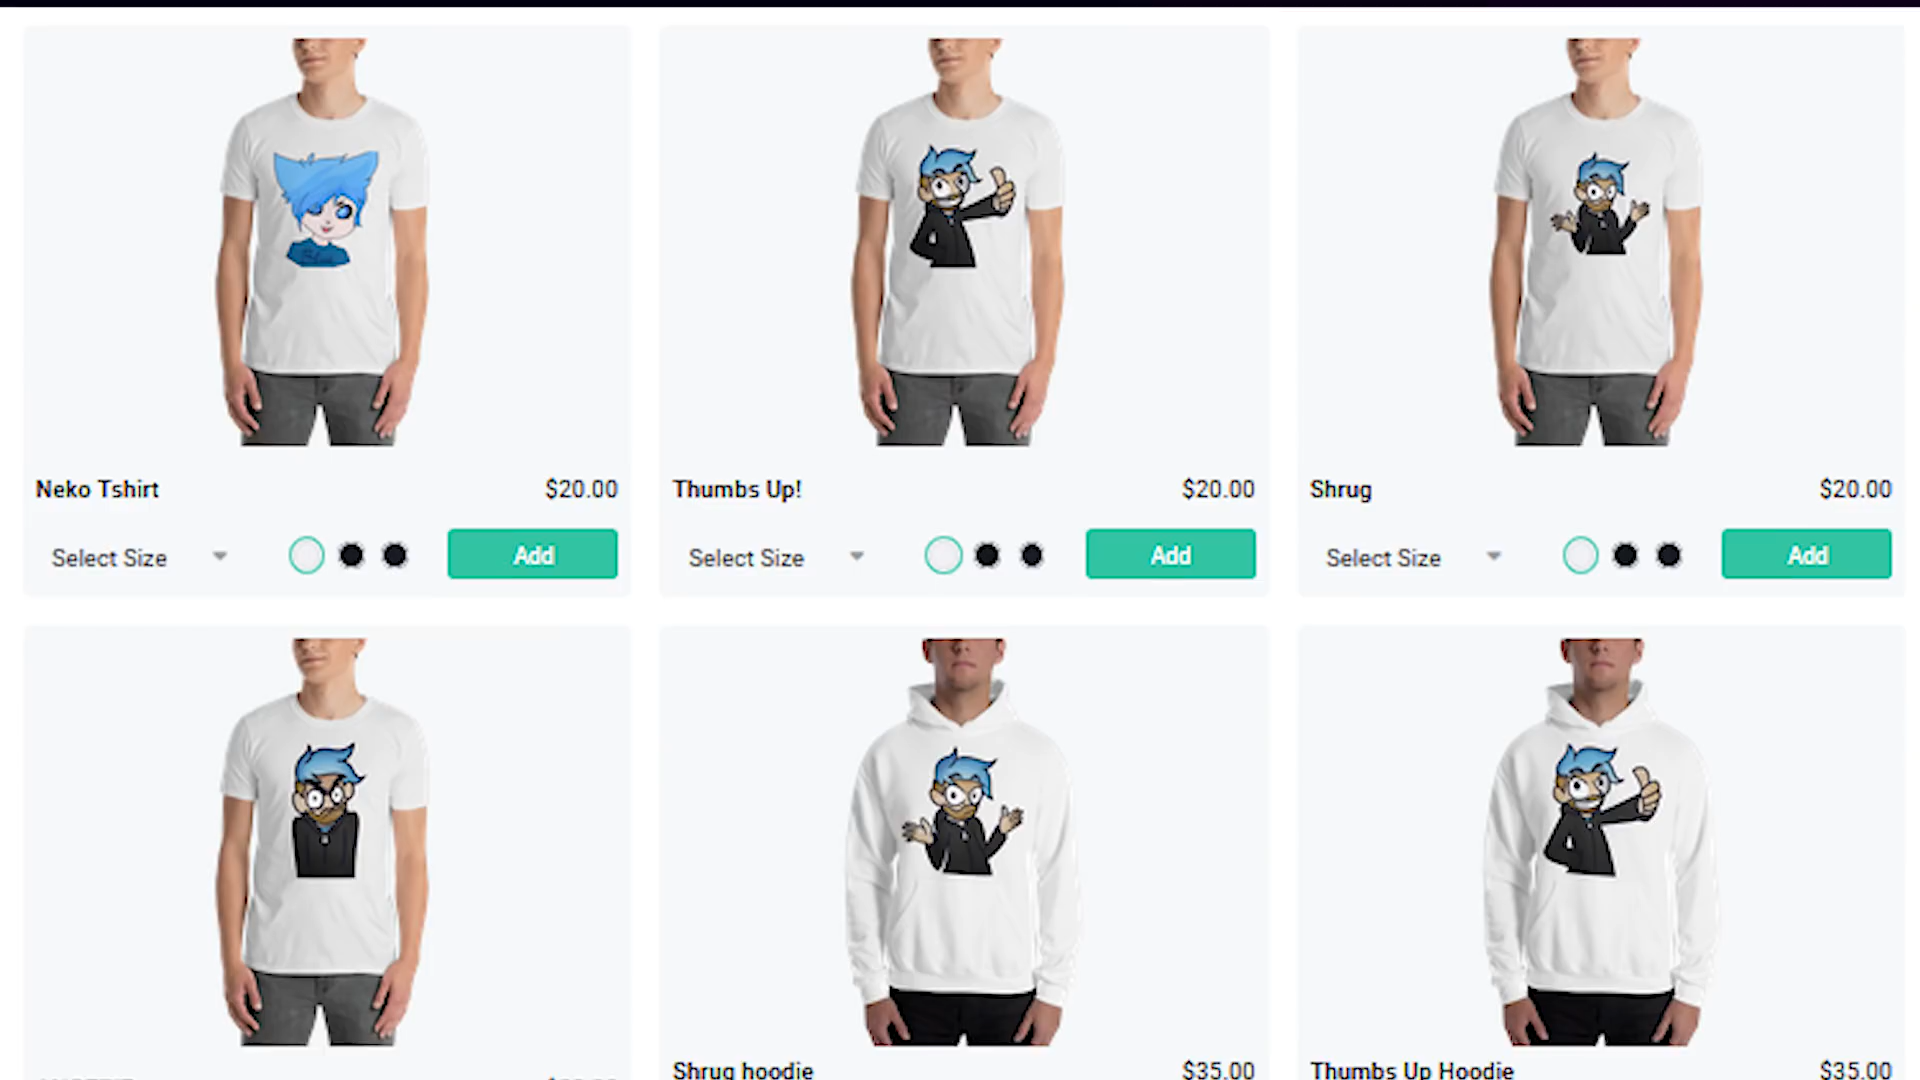 Neko Tshirt $20.00
Select Size Add
Thumbs Up! $20.00
Select Size Add
Shrug $20.00
Select Size Add
Shrug hoodie $35.00
Thumbs Up Hoodie $35.00